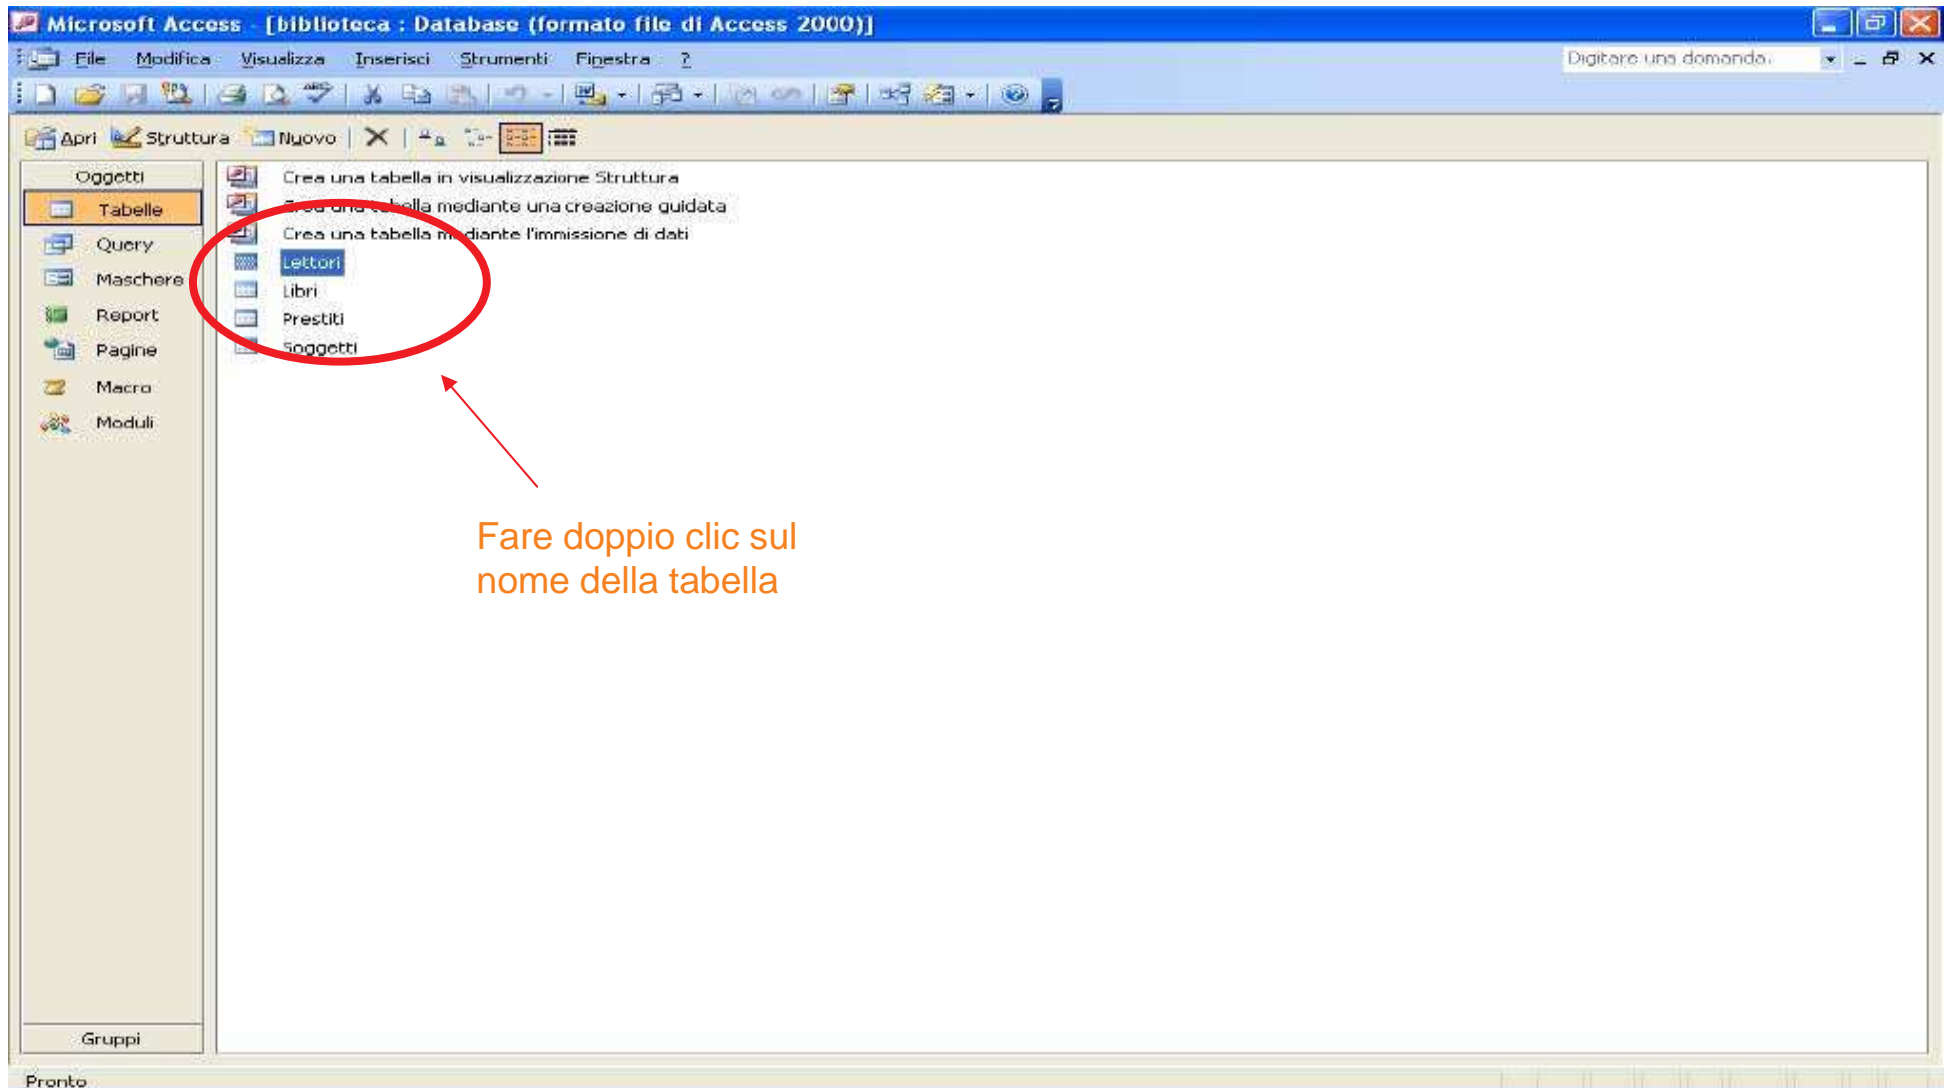 Microsoft Access - [biblioteca : Database (formato file di Access 2000)]
File Modifica Visualizza Inserisci Strumenti Finestra ? Digitare una domanda.
Apri Struttura Nuovo
Oggetti
Tabelle
Query
Maschere
Report
Pagine
Macro
Moduli
Gruppi
Crea una tabella in visualizzazione Struttura
Crea una tabella mediante una creazione guidata
Crea una tabella mediante l'immissione di dati
Lettori
Libri
Prestiti
Soggetti
Fare doppio clic sul
nome della tabella
Pronto